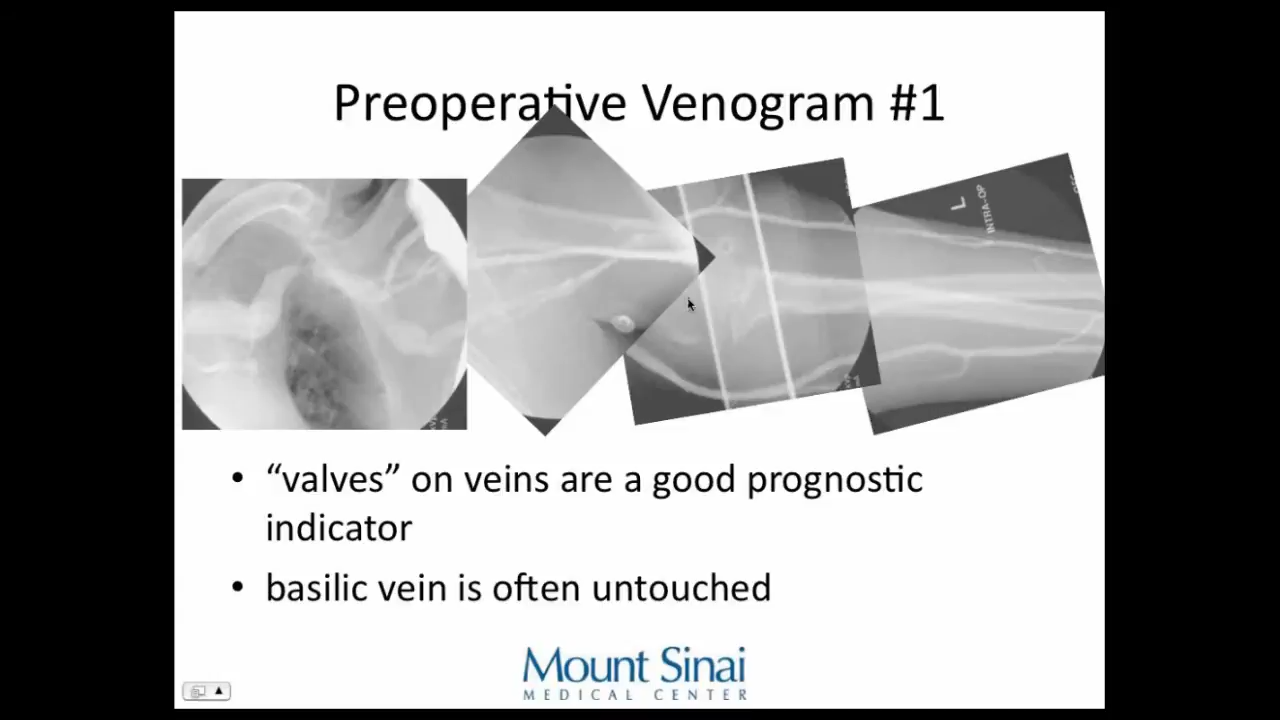 Preoperative Venogram #1
L
INTRA-OP
• “valves” on veins are a good prognostic
indicator
• basilic vein is often untouched
Mount Sinai
MEDICAL CENTER